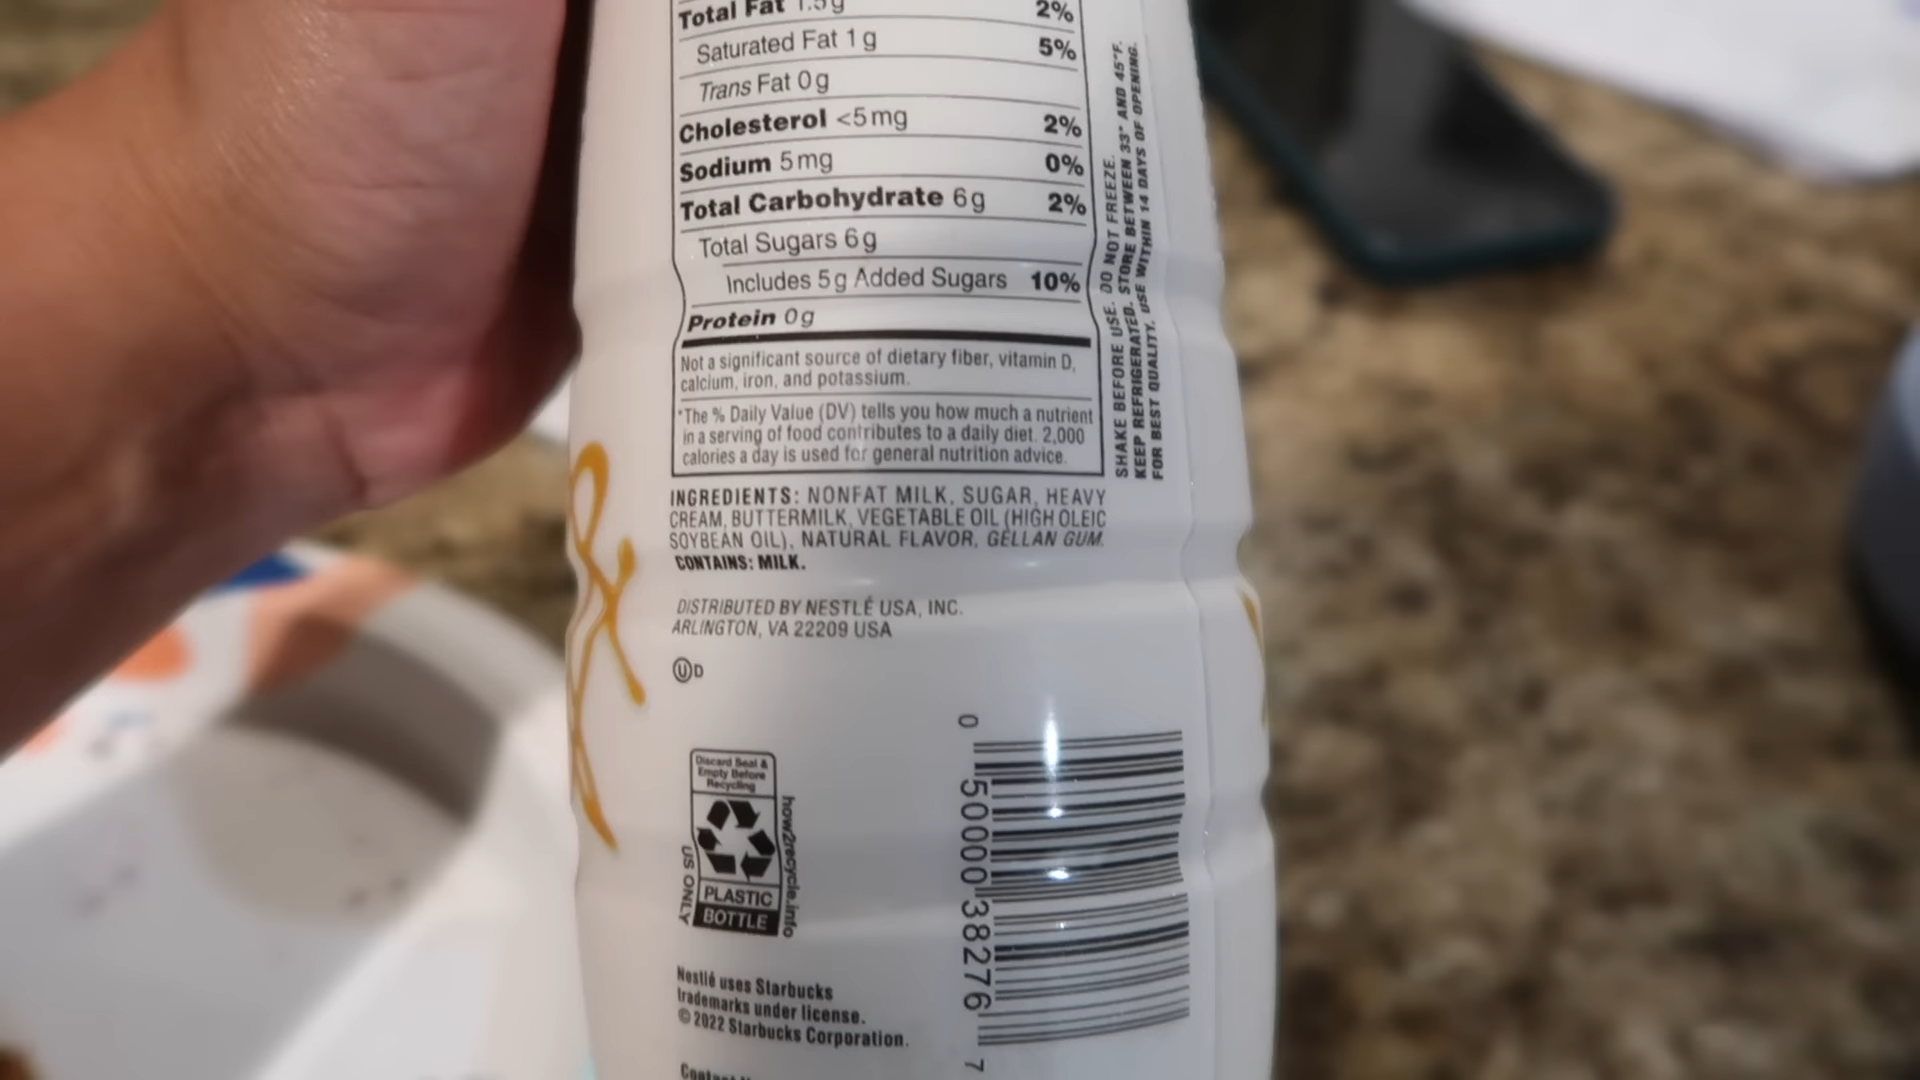 Total Fat 1.5g 2%
Saturated Fat 1g 5%
Trans Fat 0g
Cholesterol <5mg 2%
Sodium 5mg 0%
Total Carbohydrate 6g 2%
Total Sugars 6g
Includes 5g Added Sugars 10%
Protein 0g
Not a significant source of dietary fiber, vitamin D,
calcium, iron, and potassium.
*The % Daily Value (DV) tells you how much a nutrient
in a serving of food contributes to a daily diet. 2,000
calories a day is used for general nutrition advice.
SHAKE BEFORE USE. DO NOT FREEZE.
KEEP REFRIGERATED. STORE BETWEEN 33° AND 45°F.
FOR BEST QUALITY, USE WITHIN 14 DAYS OF OPENING.
INGREDIENTS: NONFAT MILK, SUGAR, HEAVY
CREAM, BUTTERMILK, VEGETABLE OIL (HIGH OLEIC
SOYBEAN OIL), NATURAL FLAVOR, GELLAN GUM.
CONTAINS: MILK.
DISTRIBUTED BY NESTLÉ USA, INC.
ARLINGTON, VA 22209 USA
Ⓤ D
Discard Seal &
Empty Before
Recycling
PLASTIC
BOTTLE
US ONLY
how2recycle.info
0 50000 38276 7
Nestlé uses Starbucks
trademarks under license.
© 2022 Starbucks Corporation.